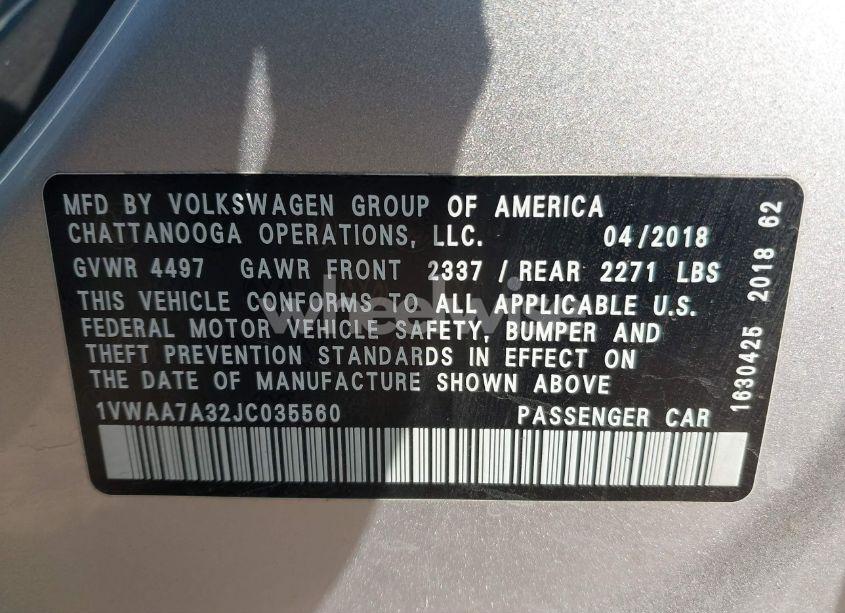 MFD BY VOLKSWAGEN GROUP OF AMERICA
CHATTANOOGA OPERATIONS, LLC. 04/2018
GVWR 4497 GAWR FRONT 2337 / REAR 2271 LBS
THIS VEHICLE CONFORMS TO ALL APPLICABLE U.S.
FEDERAL MOTOR VEHICLE SAFETY, BUMPER AND
THEFT PREVENTION STANDARDS IN EFFECT ON
THE DATE OF MANUFACTURE SHOWN ABOVE
1VWAA7A32JC035560 PASSENGER CAR
1630425 2018 62